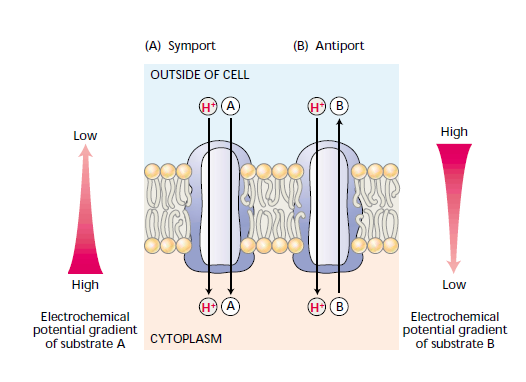 (A) Symport
(B) Antiport
OUTSIDE OF CELL
H+ A
H+ B
Low
High
High
Low
H+ A
H+ B
Electrochemical
potential gradient
of substrate A
CYTOPLASM
Electrochemical
potential gradient
of substrate B